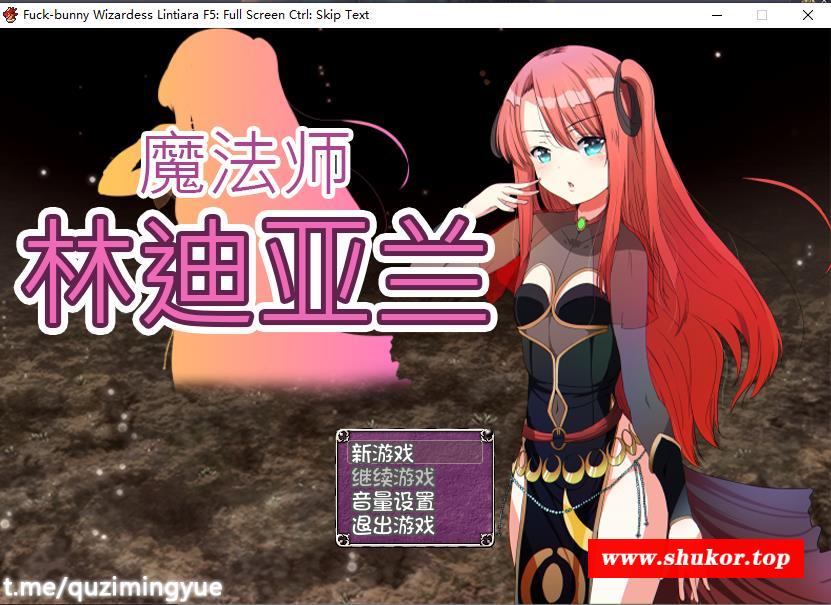 Fuck-bunny Wizardess Lintiara F5: Full Screen Ctrl: Skip Text
魔法师
林迪亚兰
新游戏
继续游戏
音量设置
退出游戏
www.shukor.top
t.me/quzimingyue